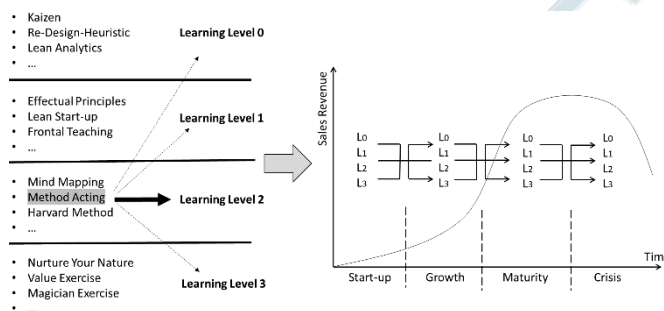 • Kaizen
• Re-Design-Heuristic
• Lean Analytics
• ...
Learning Level 0
• Effectual Principles
• Lean Start-up
• Frontal Teaching
• ...
Learning Level 1
• Mind Mapping
• Method Acting
• Harvard Method
• ...
Learning Level 2
• Nurture Your Nature
• Value Exercise
• Magician Exercise
• ...
Learning Level 3
Sales Revenue
L0 L0 L0 L0
L1 L1 L1 L1
L2 L2 L2 L2
L3 L3 L3 L3
Tim
Start-up Growth Maturity Crisis